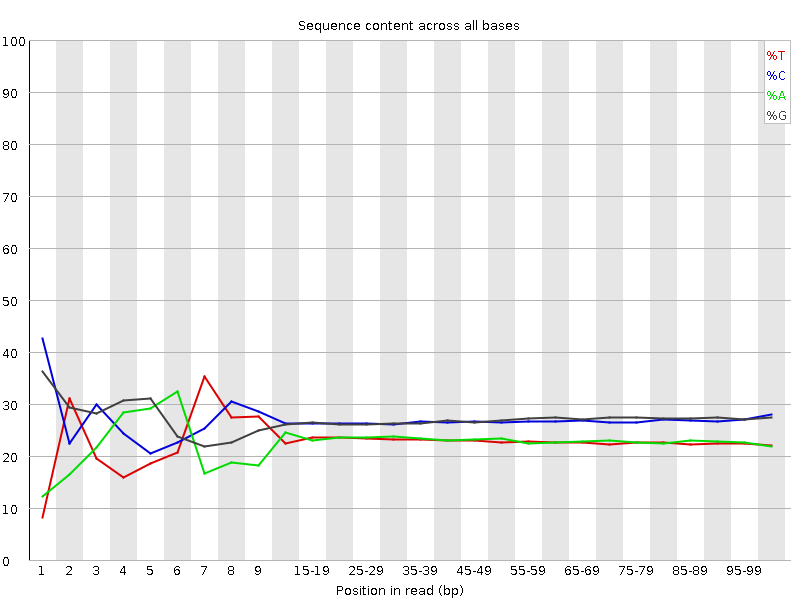 Sequence content across all bases
100
90
80
70
60
50
40
30
20
10
0
%T
%C
%A
%G
1 2 3 4 5 6 7 8 9 15-19 25-29 35-39 45-49 55-59 65-69 75-79 85-89 95-99
Position in read (bp)